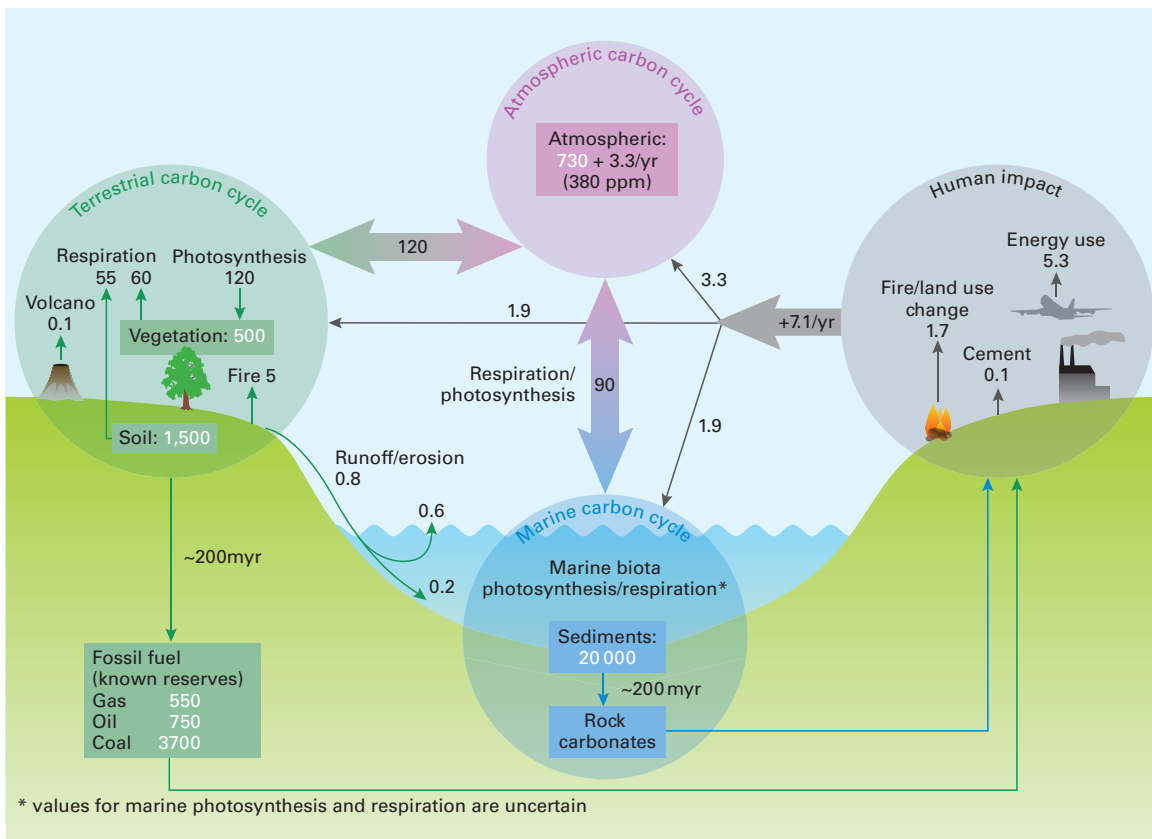 Atmospheric carbon cycle
Atmospheric:
730 + 3.3/yr
(380 ppm)
Terrestrial carbon cycle
Respiration
55 60
Photosynthesis
120
Volcano
0.1
Vegetation: 500
Fire 5
Soil: 1,500
120
1.9
3.3
+7.1/yr
Human impact
Energy use
5.3
Fire/land use
change
1.7
Cement
0.1
Respiration/
photosynthesis
90
1.9
Runoff/erosion
0.8
0.6
0.2
Marine carbon cycle
Marine biota
photosynthesis/respiration*
Sediments:
20 000
~200 myr
Rock
carbonates
~200myr
Fossil fuel
(known reserves)
Gas 550
Oil 750
Coal 3700
* values for marine photosynthesis and respiration are uncertain